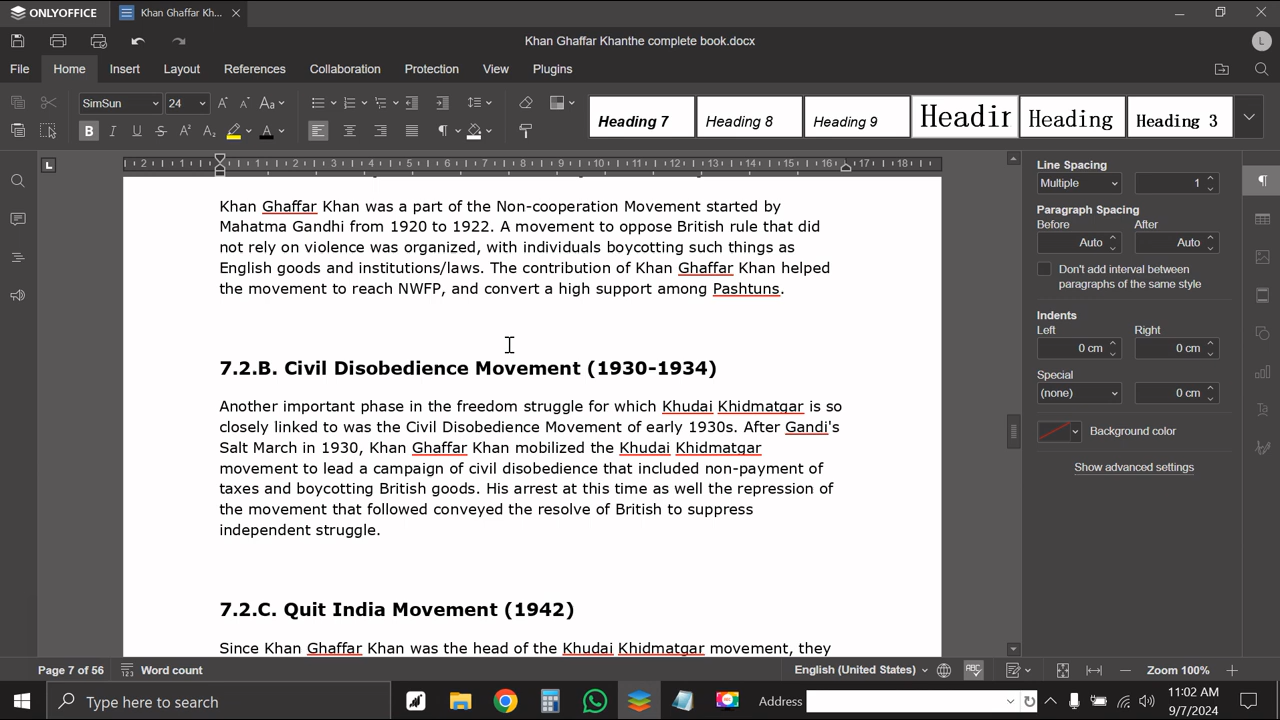 ONLYOFFICE
Khan Ghaffar Kh...
Khan Ghaffar Khanthe complete book.docx
L
File Home Insert Layout References Collaboration Protection View Plugins
SimSun 24
Heading 7 Heading 8 Heading 9 Headir Heading Heading 3
Khan Ghaffar Khan was a part of the Non-cooperation Movement started by
Mahatma Gandhi from 1920 to 1922. A movement to oppose British rule that did
not rely on violence was organized, with individuals boycotting such things as
English goods and institutions/laws. The contribution of Khan Ghaffar Khan helped
the movement to reach NWFP, and convert a high support among Pashtuns.
7.2.B. Civil Disobedience Movement (1930-1934)
Another important phase in the freedom struggle for which Khudai Khidmatgar is so
closely linked to was the Civil Disobedience Movement of early 1930s. After Gandi's
Salt March in 1930, Khan Ghaffar Khan mobilized the Khudai Khidmatgar
movement to lead a campaign of civil disobedience that included non-payment of
taxes and boycotting British goods. His arrest at this time as well the repression of
the movement that followed conveyed the resolve of British to suppress
independent struggle.
7.2.C. Quit India Movement (1942)
Since Khan Ghaffar Khan was the head of the Khudai Khidmatgar movement, they
Line Spacing
Multiple 1
Paragraph Spacing
Before After
Auto Auto
Don't add interval between
paragraphs of the same style
Indents
Left Right
0 cm 0 cm
Special
(none) 0 cm
Background color
Show advanced settings
Page 7 of 56 Word count English (United States) Zoom 100%
Type here to search Address 11:02 AM
9/7/2024